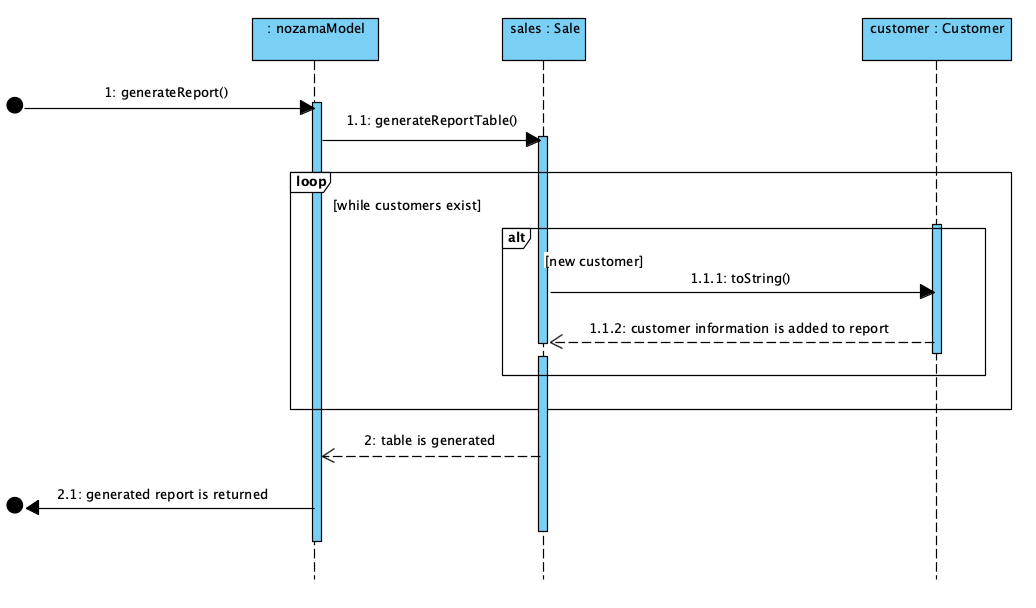 : nozamaModel
sales : Sale
customer : Customer
1: generateReport()
1.1: generateReportTable()
loop
[while customers exist]
alt
[new customer]
1.1.1: toString()
1.1.2: customer information is added to report
2: table is generated
2.1: generated report is returned